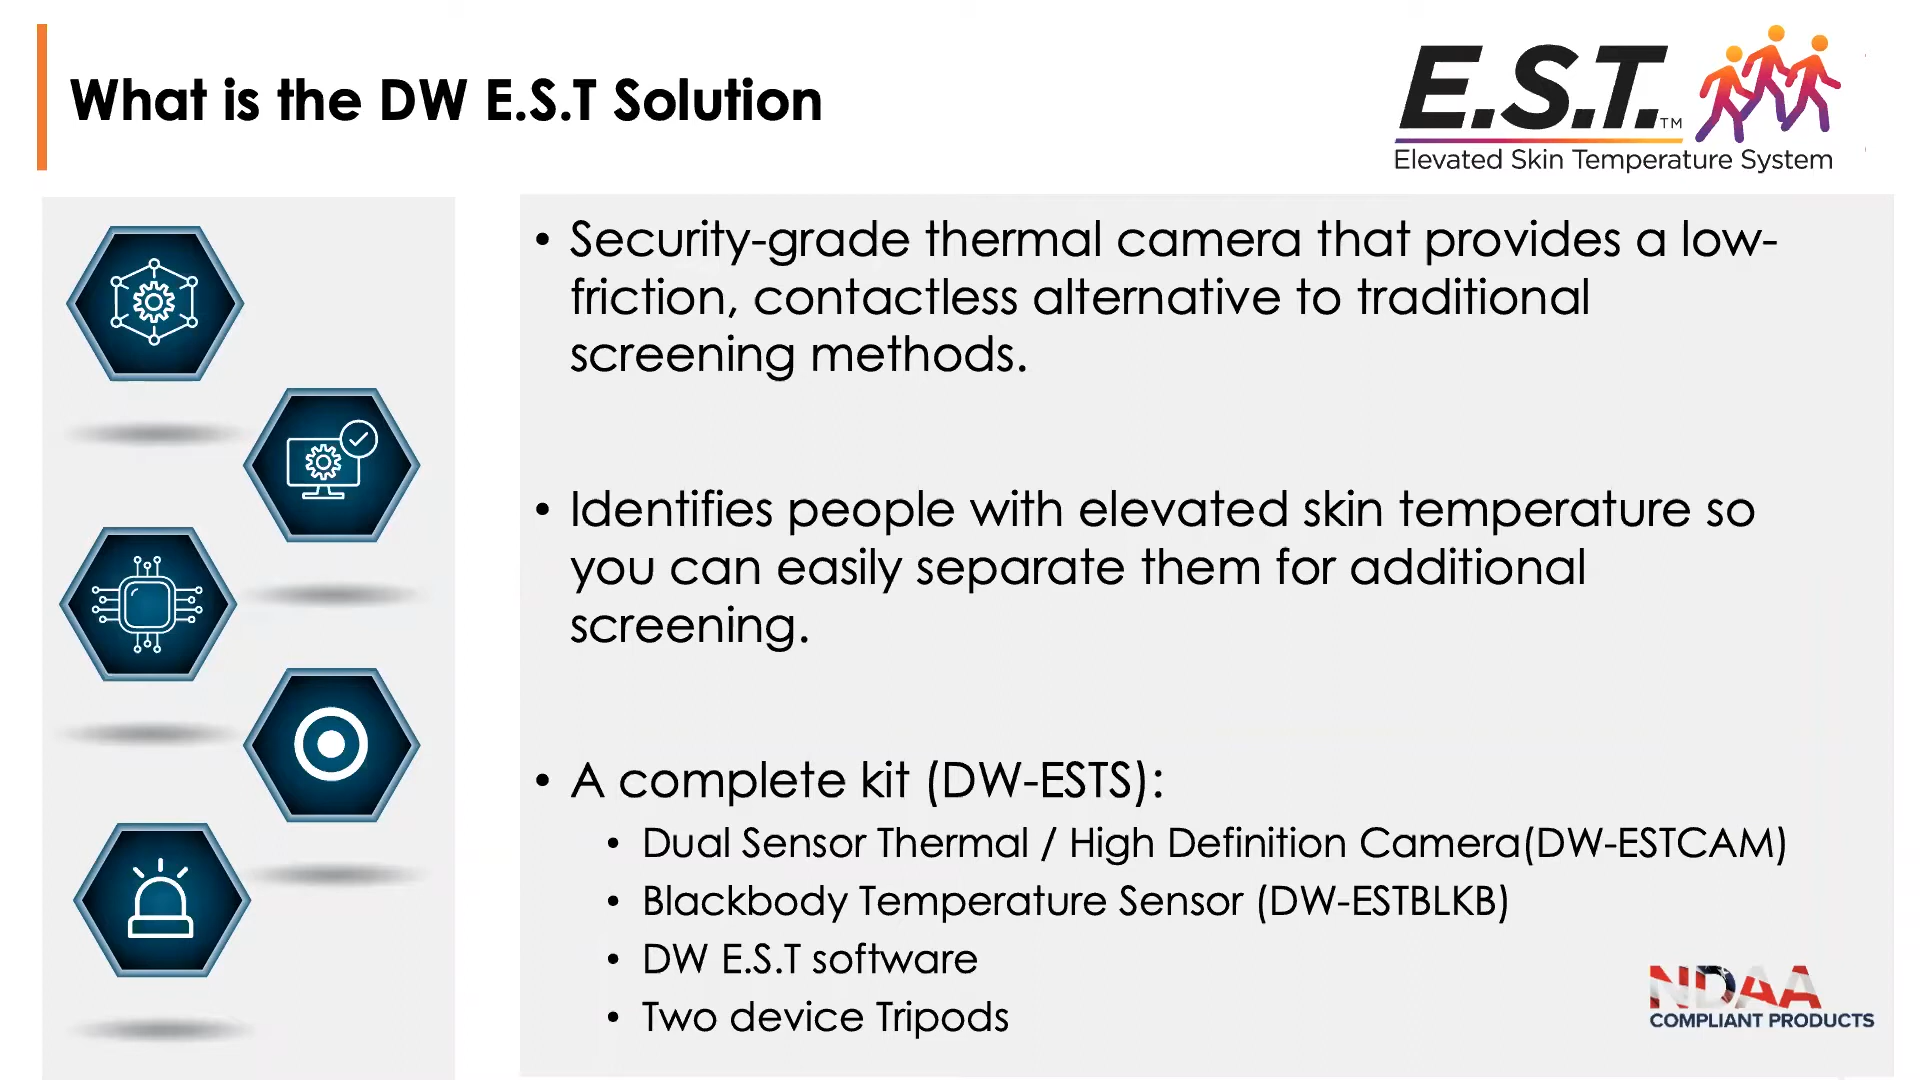 What is the DW E.S.T Solution
E.S.T.™
Elevated Skin Temperature System
• Security-grade thermal camera that provides a low-
friction, contactless alternative to traditional
screening methods.
• Identifies people with elevated skin temperature so
you can easily separate them for additional
screening.
• A complete kit (DW-ESTS):
• Dual Sensor Thermal / High Definition Camera(DW-ESTCAM)
• Blackbody Temperature Sensor (DW-ESTBLKB)
• DW E.S.T software
• Two device Tripods
NDAA
COMPLIANT PRODUCTS